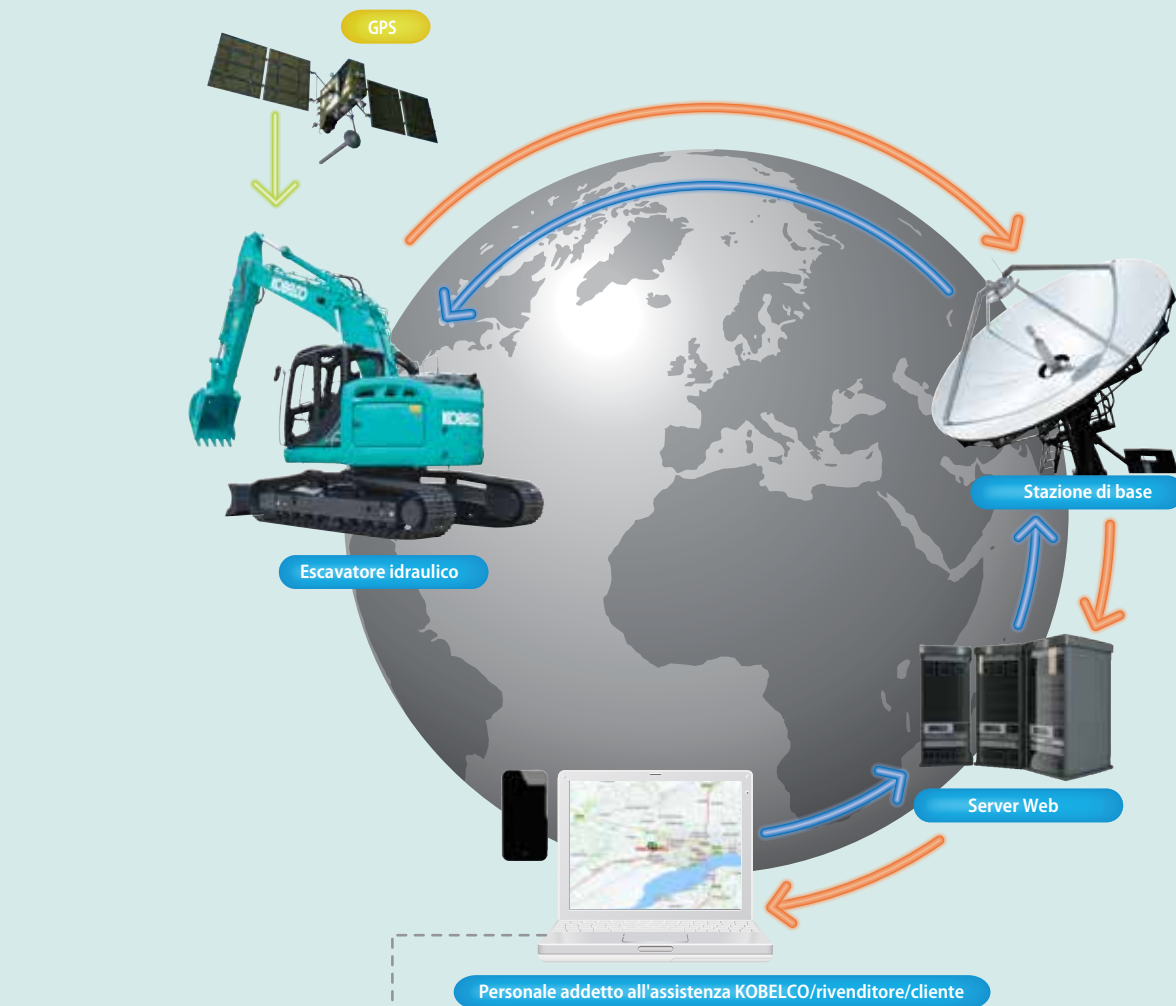 GPS
KOBELCO
KOBELCO
Stazione di base
Escavatore idraulico
Server Web
Personale addetto all'assistenza KOBELCO/rivenditore/cliente